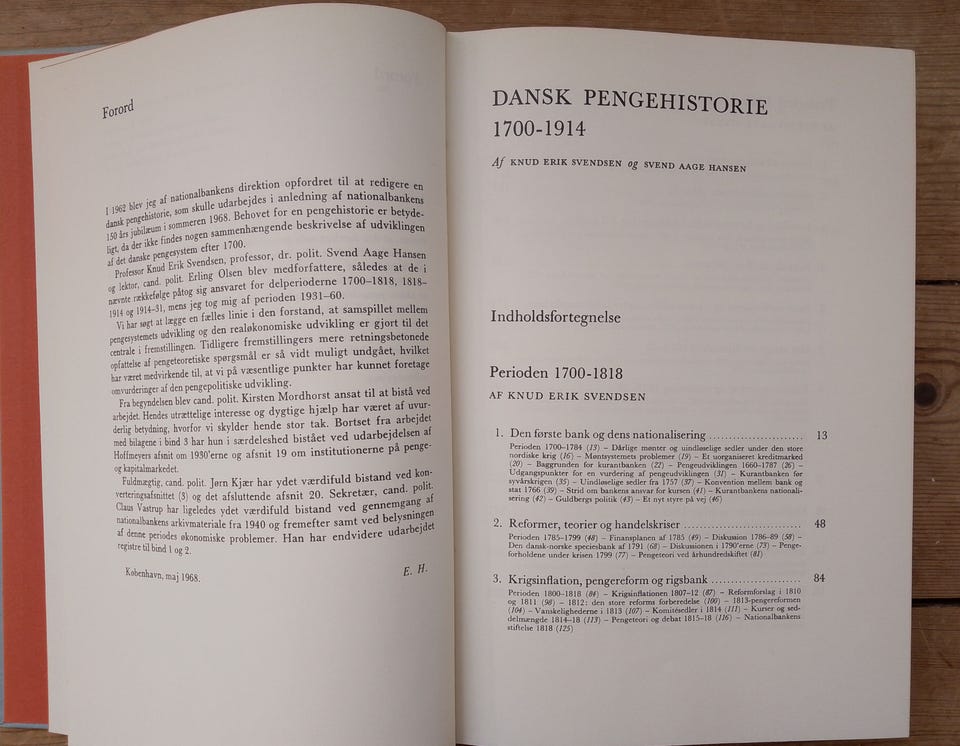 Forord
I 1962 blev jeg af nationalbankens direktion opfordret til at redigere en
dansk pengehistorie, som skulle udarbejdes i anledning af nationalbankens
150 års jubilæum i sommeren 1968. Behovet for en pengehistorie er betyde-
ligt, da der ikke findes nogen sammenhængende beskrivelse af udviklingen
af det danske pengesystem efter 1700.
Professor Knud Erik Svendsen, professor, dr. polit. Svend Aage Hansen
og lektor, cand. polit. Erling Olsen blev medforfattere, således at de i
nævnte rækkefølge påtog sig ansvaret for delperioderne 1700–1818, 1818–
1914 og 1914–31, mens jeg tog mig af perioden 1931–60.
Vi har søgt at lægge en fælles linie i den forstand, at samspillet mellem
pengesystemets udvikling og den realøkonomiske udvikling er gjort til det
centrale i fremstillingen. Tidligere fremstillingers mere retningsbetonede
opfattelse af pengeteoretiske spørgsmål er så vidt muligt undgået, hvilket
har været medvirkende til, at vi på væsentlige punkter har kunnet foretage
omvurderinger af den pengepolitiske udvikling.
Fra begyndelsen blev cand. polit. Kirsten Mordhorst ansat til at bistå ved
arbejdet. Hendes utrættelige interesse og dygtige hjælp har været af uvur-
derlig betydning, hvorfor vi skylder hende stor tak. Bortset fra arbejdet
med bilagene i bind 3 har hun i særdeleshed bistået ved udarbejdelsen af
Hoffmeyers afsnit om 1930'erne og afsnit 19 om institutionerne på penge-
og kapitalmarkedet.
Fuldmægtig, cand. polit. Jørn Kjær har ydet værdifuld bistand ved kon-
verteringsafsnittet (3) og det afsluttende afsnit 20. Sekretær, cand. polit.
Claus Vastrup har ligeledes ydet værdifuld bistand ved gennemgang af
nationalbankens arkivmateriale fra 1940 og fremefter samt ved belysningen
af denne periodes økonomiske problemer. Han har endvidere udarbejdet
registre til bind 1 og 2.
København, maj 1968.
E. H.
DANSK PENGEHISTORIE
1700-1914
Af KNUD ERIK SVENDSEN og SVEND AAGE HANSEN
Indholdsfortegnelse
Perioden 1700-1818
AF KNUD ERIK SVENDSEN
1. Den første bank og dens nationalisering ........................ 13
Perioden 1700–1784 (13) – Dårlige mønter og uindløselige sedler under den store
nordiske krig (16) – Møntsystemets problemer (19) – Et uorganiseret kreditmarked
(20) – Baggrunden for kurantbanken (22) – Pengeudviklingen 1660–1787 (26) –
Udgangspunkter for en vurdering af pengeudviklingen (31) – Kurantbanken før
syvårskrigen (35) – Uindløselige sedler fra 1757 (37) – Konvention mellem bank og
stat 1766 (39) – Strid om bankens ansvar for kursen (41) – Kurantbankens nationali-
sering (42) – Guldbergs politik (43) – Et nyt styre på vej (46)
2. Reformer, teorier og handelskriser .............................. 48
Perioden 1785–1799 (48) – Finansplanen af 1785 (49) – Diskussion 1786–89 (58) –
Den dansk-norske speciesbank af 1791 (68) – Diskussionen i 1790'erne (73) – Penge-
forholdene under krisen 1799 (77) – Pengeteori ved århundredskiftet (81)
3. Krigsinflation, pengereform og rigsbank ....................... 84
Perioden 1800–1818 (84) – Krigsinflationen 1807–12 (87) – Reformforslag i 1810
og 1811 (98) – 1812: den store reforms forberedelse (100) – 1813-pengereformen
(104) – Vanskelighederne i 1813 (107) – Komitésedler i 1814 (111) – Kurser og sed-
delmængde 1814–18 (113) – Pengeteori og debat 1815–18 (116) – Nationalbankens
stiftelse 1818 (125)